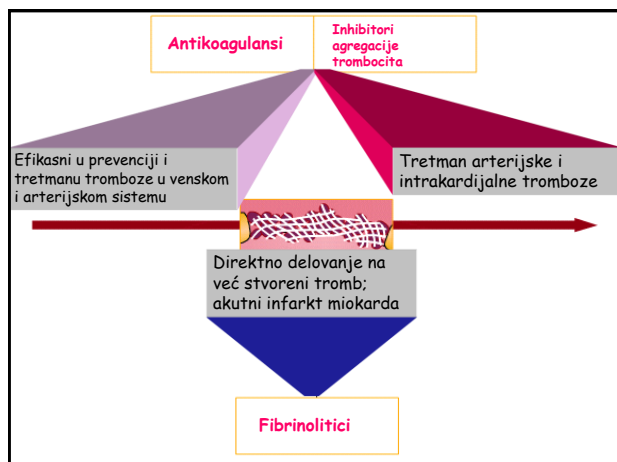 Antikoagulansi
Inhibitori
agregacije
trombocita
Efikasni u prevenciji i
tretmanu tromboze u venskom
i arterijskom sistemu
Tretman arterijske i
intrakardijalne tromboze
Direktno delovanje na
već stvoreni tromb;
akutni infarkt miokarda
Fibrinolitici